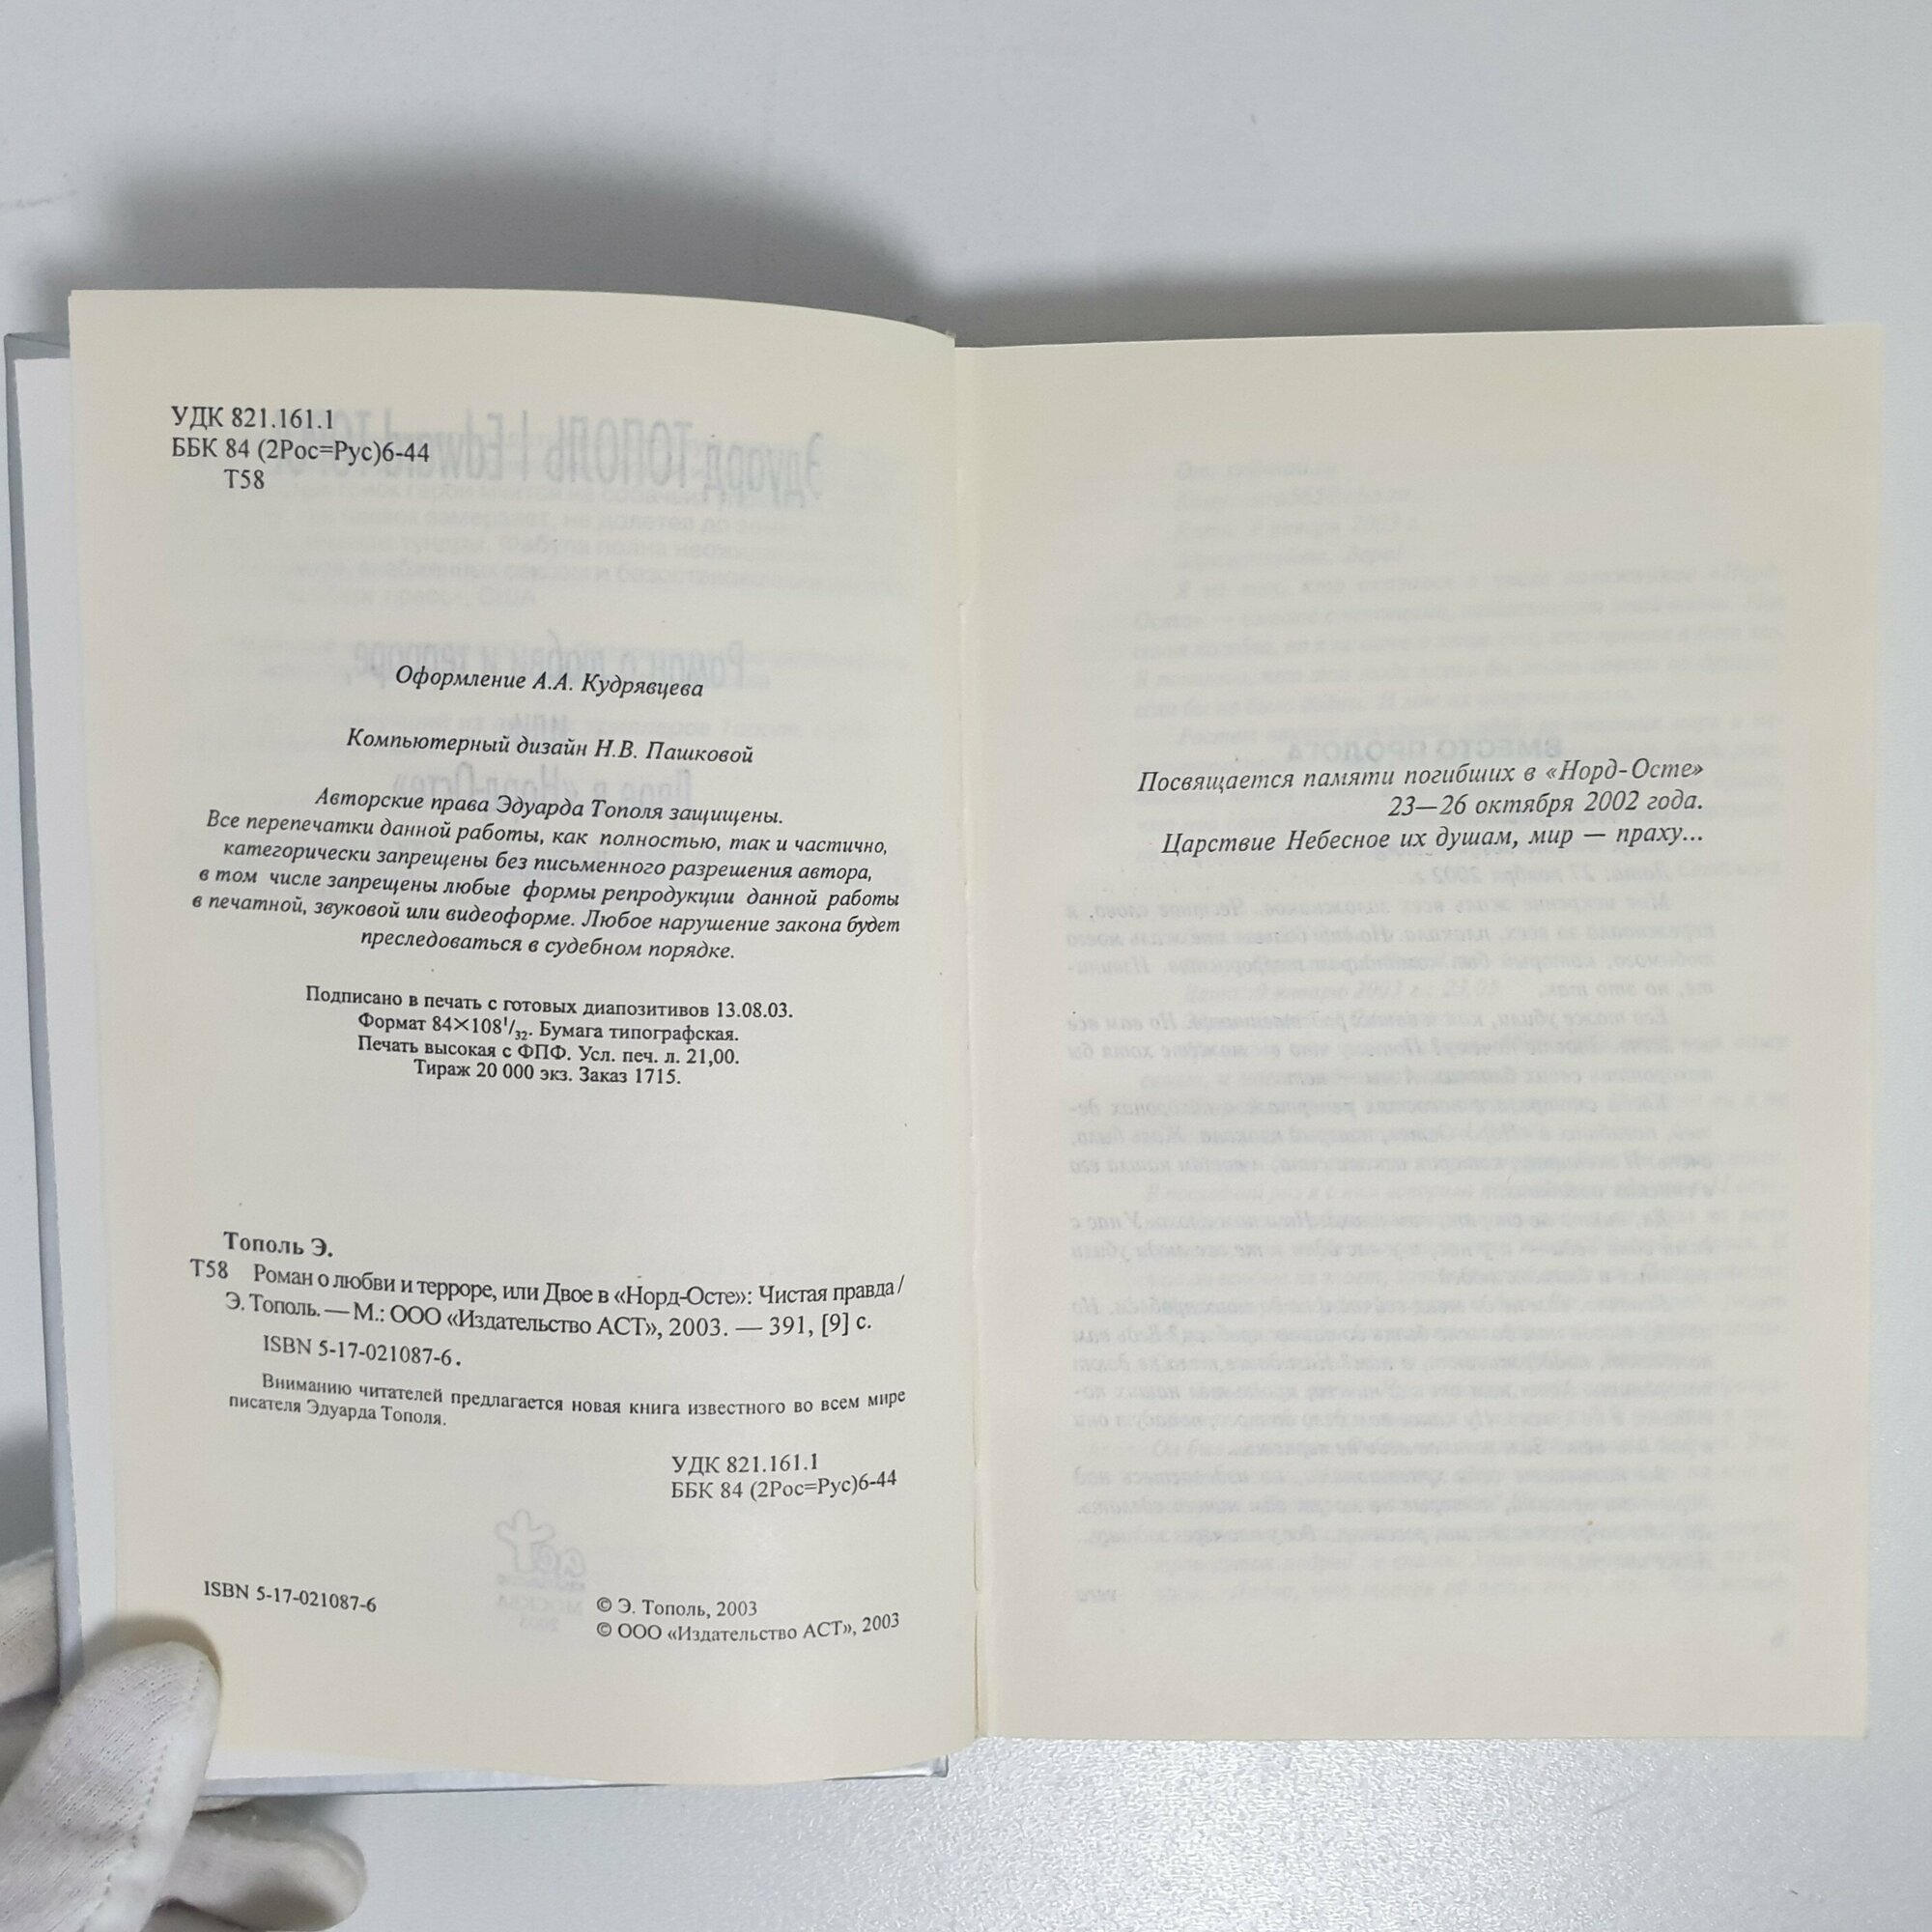 УДК 821.161.1
ББК 84 (2Рос=Рус)6-44
Т58
Оформление А.А. Кудрявцева
Компьютерный дизайн Н.В. Пашковой
Авторские права Эдуарда Тополя защищены.
Все перепечатки данной работы, как полностью, так и частично,
категорически запрещены без письменного разрешения автора,
в том числе запрещены любые формы репродукции данной работы
в печатной, звуковой или видеоформе. Любое нарушение закона будет
преследоваться в судебном порядке.
Подписано в печать с готовых диапозитивов 13.08.03.
Формат 84×108¹/₃₂. Бумага типографская.
Печать высокая с ФПФ. Усл. печ. л. 21,00.
Тираж 20 000 экз. Заказ 1715.
Тополь Э.
Т58 Роман о любви и терроре, или Двое в «Норд-Осте»: Чистая правда/
Э. Тополь. — М.: ООО «Издательство АСТ», 2003. — 391, [9] с.
ISBN 5-17-021087-6.
Вниманию читателей предлагается новая книга известного во всем мире
писателя Эдуарда Тополя.
УДК 821.161.1
ББК 84 (2Рос=Рус)6-44
ISBN 5-17-021087-6
© Э. Тополь, 2003
© ООО «Издательство АСТ», 2003
Посвящается памяти погибших в «Норд-Осте»
23—26 октября 2002 года.
Царствие Небесное их душам, мир — праху...